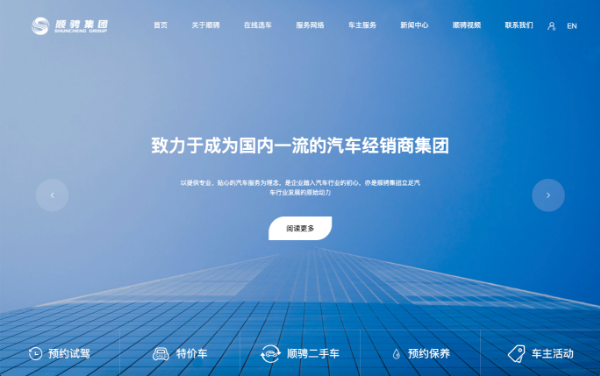 顺骋集团
SHUNCHENG GROUP
首页 关于顺骋 在线选车 服务网络 车主服务 新闻中心 顺骋视频 联系我们 EN
致力于成为国内一流的汽车经销商集团
以提供专业、贴心的汽车服务为理念，是企业踏入汽车行业的初心，亦是顺骋集团立足汽
车行业发展的原始动力
阅读更多
预约试驾 特价车 顺骋二手车 预约保养 车主活动